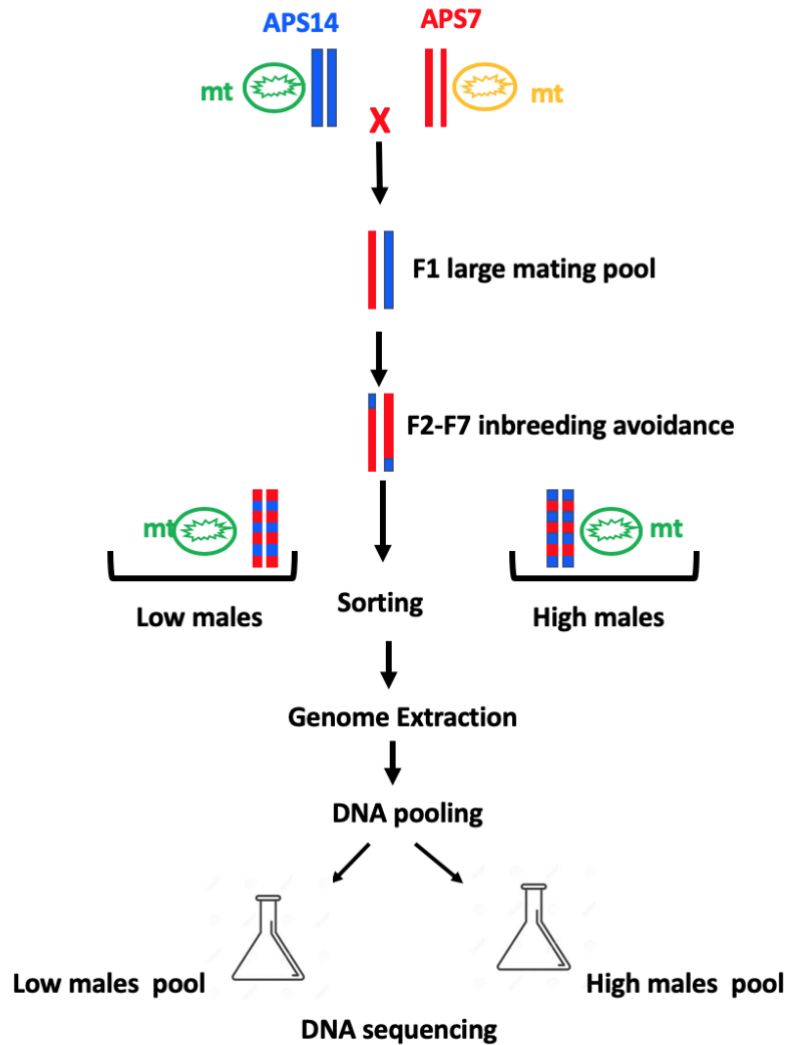 APS14
APS7
mt
X
mt
F1 large mating pool
F2-F7 inbreeding avoidance
mt
mt
Low males
Sorting
High males
Genome Extraction
DNA pooling
Low males pool
High males pool
DNA sequencing